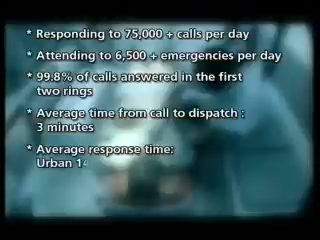 * Responding to 75,000 + calls per day
* Attending to 6,500 + emergencies per day
* 99.8% of calls answered in the first
two rings
* Average time from call to dispatch :
3 minutes
* Average response time:
Urban 1